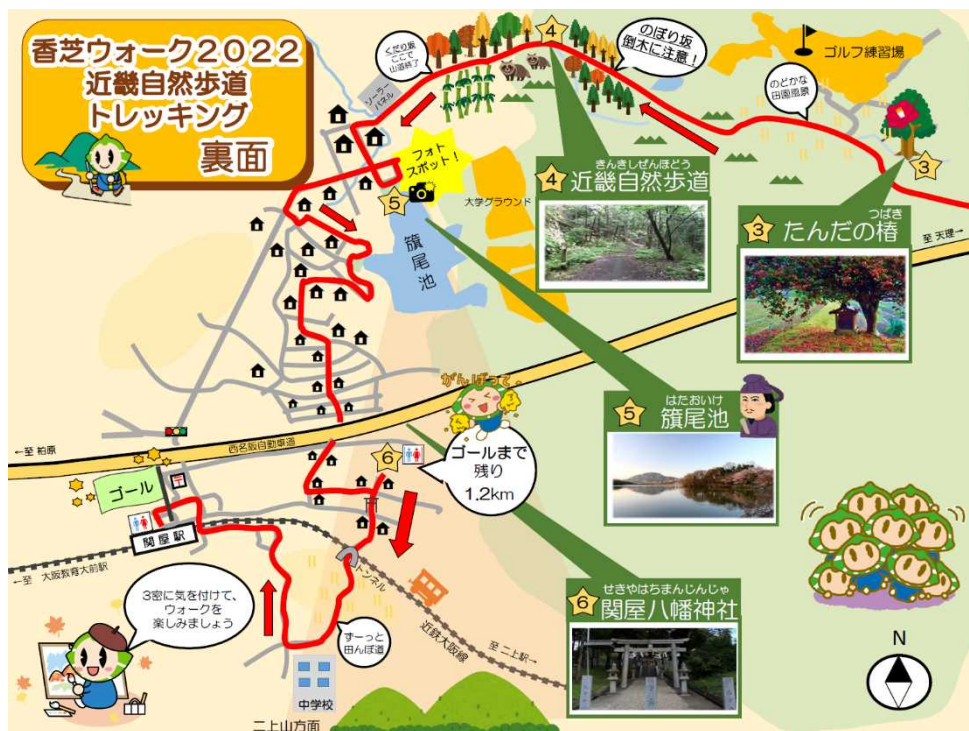 香芝ウォーク2022
近畿自然歩道
トレッキング
裏面
くだり坂
ここで
山道終了
ソーラー
パネル
4
のぼり坂
倒木に注意!
ゴルフ練習場
のどかな
田園風景
3
フォト
スポット!
5
大学グラウンド
籏尾池
きんきしぜんほどう
4 近畿自然歩道
つばき
3 たんだの椿
至 天理→
はたおいけ
5 籏尾池
がんばって
ゴールまで
残り
1.2km
6
←至 柏原
西名阪自動車道
ゴール
関屋駅
←至 大阪教育大前駅
トンネル
近鉄大阪線
至 二上駅→
3密に気を付けて、
ウォークを
楽しみましょう
ずーっと
田んぼ道
中学校
二上山方面
せきやはちまんじんじゃ
6 関屋八幡神社
N